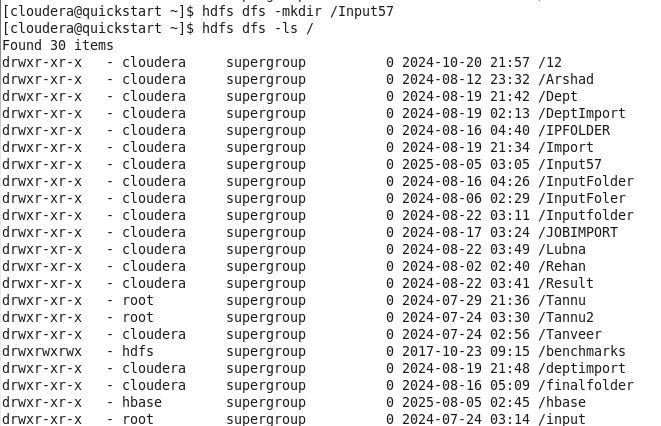 [cloudera@quickstart ~]$ hdfs dfs -mkdir /Input57
[cloudera@quickstart ~]$ hdfs dfs -ls /
Found 30 items
drwxr-xr-x   - cloudera     supergroup          0 2024-10-20 21:57 /12
drwxr-xr-x   - cloudera     supergroup          0 2024-08-12 23:32 /Arshad
drwxr-xr-x   - cloudera     supergroup          0 2024-08-19 21:42 /Dept
drwxr-xr-x   - cloudera     supergroup          0 2024-08-19 02:13 /DeptImport
drwxr-xr-x   - cloudera     supergroup          0 2024-08-16 04:40 /IPFOLDER
drwxr-xr-x   - cloudera     supergroup          0 2024-08-19 21:34 /Import
drwxr-xr-x   - cloudera     supergroup          0 2025-08-05 03:05 /Input57
drwxr-xr-x   - cloudera     supergroup          0 2024-08-16 04:26 /InputFolder
drwxr-xr-x   - cloudera     supergroup          0 2024-08-06 02:29 /InputFoler
drwxr-xr-x   - cloudera     supergroup          0 2024-08-22 03:11 /Inputfolder
drwxr-xr-x   - cloudera     supergroup          0 2024-08-17 03:24 /JOBIMPORT
drwxr-xr-x   - cloudera     supergroup          0 2024-08-22 03:49 /Lubna
drwxr-xr-x   - cloudera     supergroup          0 2024-08-02 02:40 /Rehan
drwxr-xr-x   - cloudera     supergroup          0 2024-08-22 03:41 /Result
drwxr-xr-x   - root         supergroup          0 2024-07-29 21:36 /Tannu
drwxr-xr-x   - root         supergroup          0 2024-07-24 03:30 /Tannu2
drwxr-xr-x   - cloudera     supergroup          0 2024-07-24 02:56 /Tanveer
drwxrwxrwx   - hdfs         supergroup          0 2017-10-23 09:15 /benchmarks
drwxr-xr-x   - cloudera     supergroup          0 2024-08-19 21:48 /deptimport
drwxr-xr-x   - cloudera     supergroup          0 2024-08-16 05:09 /finalfolder
drwxr-xr-x   - hbase        supergroup          0 2025-08-05 02:45 /hbase
drwxr-xr-x   - root         supergroup          0 2024-07-24 03:14 /input